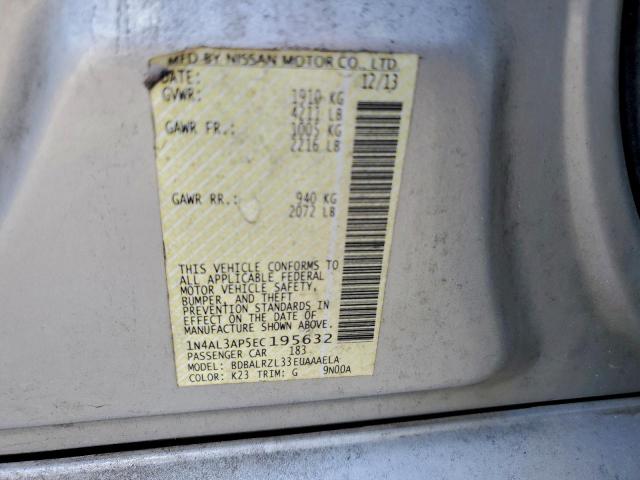 MFD BY NISSAN MOTOR CO., LTD.
DATE: 12/13
GVWR: 1910 KG
4211 LB
GAWR FR.: 1005 KG
2216 LB
GAWR RR.: 940 KG
2072 LB
THIS VEHICLE CONFORMS TO
ALL APPLICABLE FEDERAL
MOTOR VEHICLE SAFETY,
BUMPER, AND THEFT
PREVENTION STANDARDS IN
EFFECT ON THE DATE OF
MANUFACTURE SHOWN ABOVE.
1N4AL3AP5EC195632
PASSENGER CAR 183
MODEL: BDBALRZL33EUAAAELA
COLOR: K23 TRIM: G 9N00A